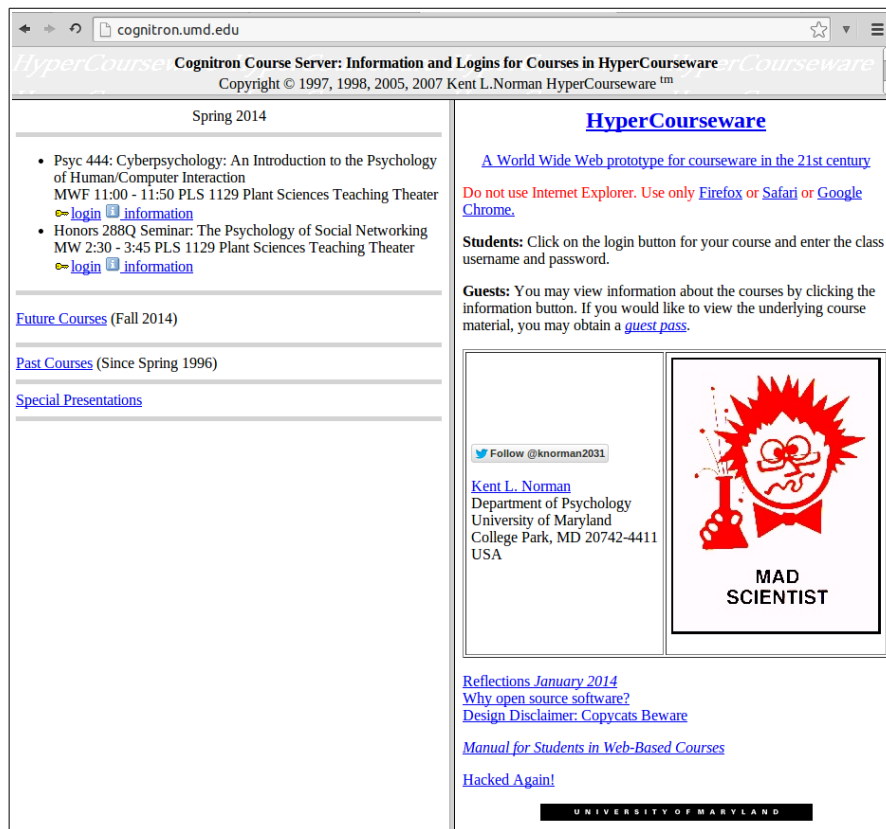 cognitron.umd.edu
HyperCourseware
Cognitron Course Server: Information and Logins for Courses in HyperCourseware
Copyright © 1997, 1998, 2005, 2007 Kent L.Norman HyperCourseware tm
Spring 2014
• Psyc 444: Cyberpsychology: An Introduction to the Psychology
of Human/Computer Interaction
MWF 11:00 - 11:50 PLS 1129 Plant Sciences Teaching Theater
login information
• Honors 288Q Seminar: The Psychology of Social Networking
MW 2:30 - 3:45 PLS 1129 Plant Sciences Teaching Theater
login information
Future Courses (Fall 2014)
Past Courses (Since Spring 1996)
Special Presentations
HyperCourseware
A World Wide Web prototype for courseware in the 21st century
Do not use Internet Explorer. Use only Firefox or Safari or Google
Chrome.
Students: Click on the login button for your course and enter the class
username and password.
Guests: You may view information about the courses by clicking the
information button. If you would like to view the underlying course
material, you may obtain a guest pass.
Follow @knorman2031
Kent L. Norman
Department of Psychology
University of Maryland
College Park, MD 20742-4411
USA
MAD
SCIENTIST
Reflections January 2014
Why open source software?
Design Disclaimer: Copycats Beware
Manual for Students in Web-Based Courses
Hacked Again!
UNIVERSITY OF MARYLAND